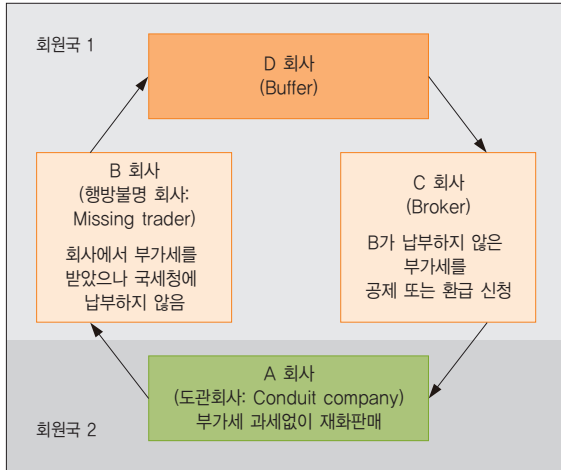 회원국 1
D 회사
(Buffer)
B 회사
(행방불명 회사:
Missing trader)
회사에서 부가세를
받았으나 국세청에
납부하지 않음
C 회사
(Broker)
B가 납부하지 않은
부가세를
공제 또는 환급 신청
A 회사
(도관회사: Conduit company)
부가세 과세없이 재화판매
회원국 2